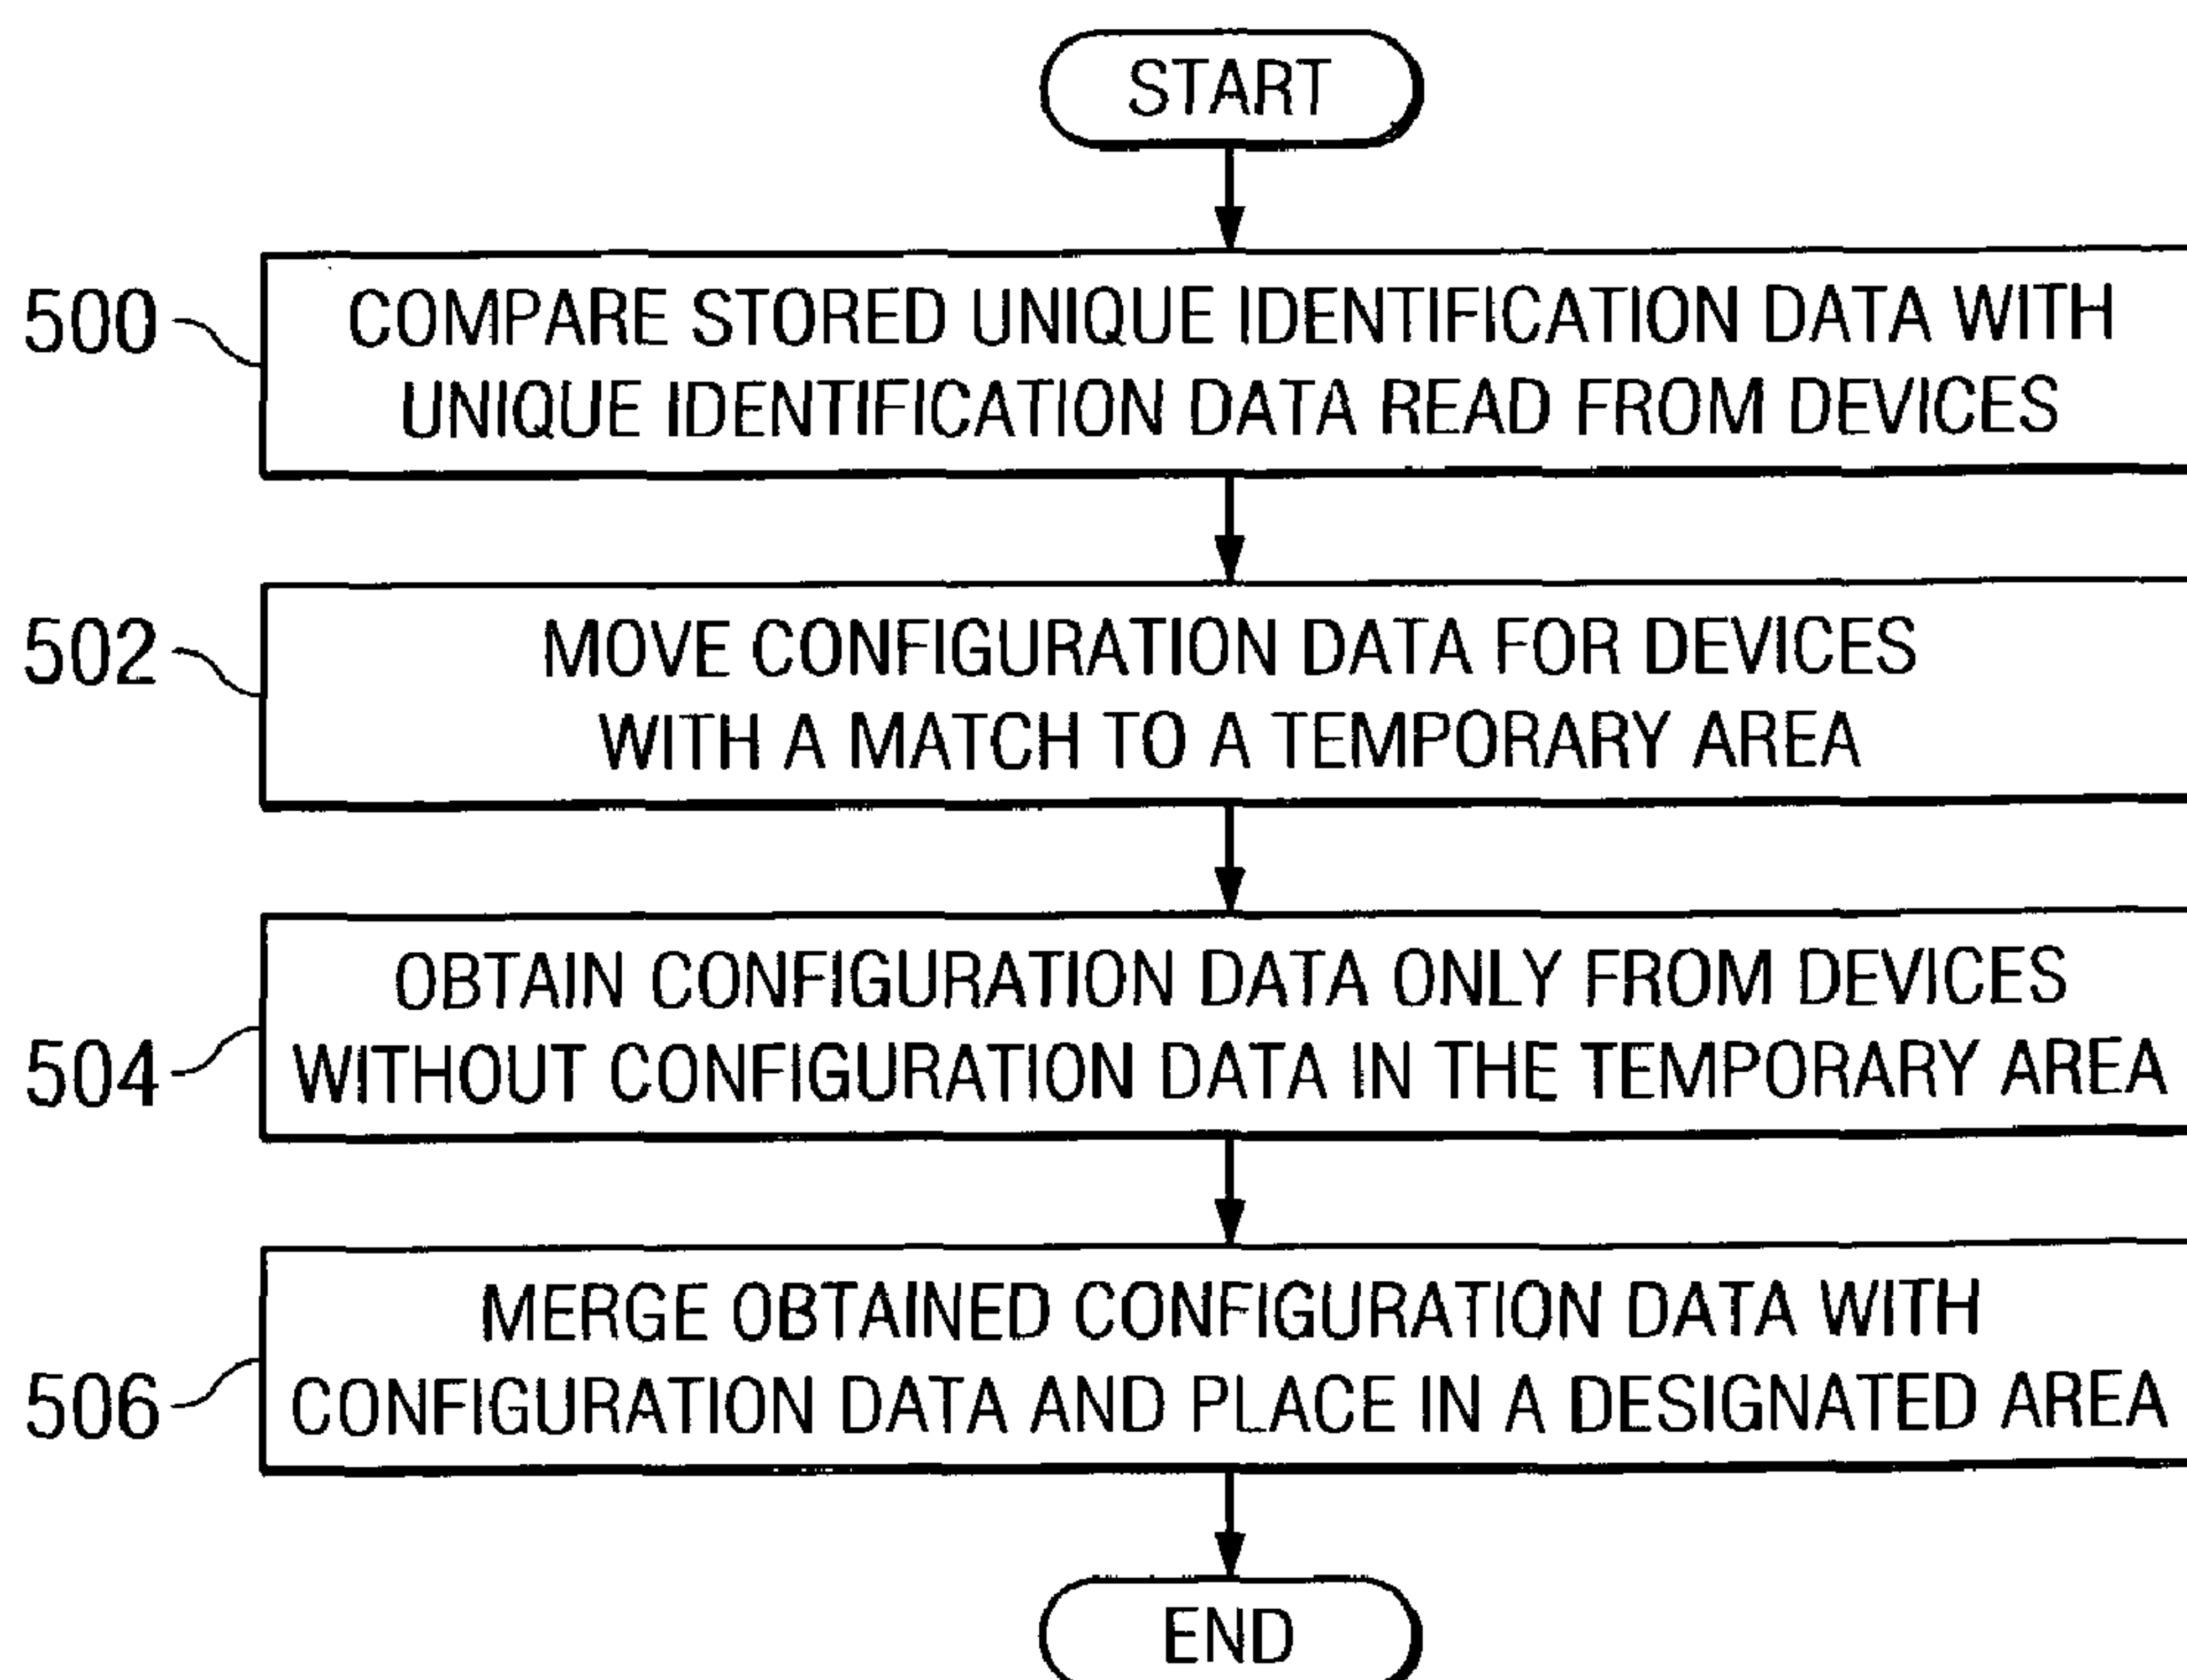 START
500
COMPARE STORED UNIQUE IDENTIFICATION DATA WITH
UNIQUE IDENTIFICATION DATA READ FROM DEVICES
502
MOVE CONFIGURATION DATA FOR DEVICES
WITH A MATCH TO A TEMPORARY AREA
504
OBTAIN CONFIGURATION DATA ONLY FROM DEVICES
WITHOUT CONFIGURATION DATA IN THE TEMPORARY AREA
506
MERGE OBTAINED CONFIGURATION DATA WITH
CONFIGURATION DATA AND PLACE IN A DESIGNATED AREA
END